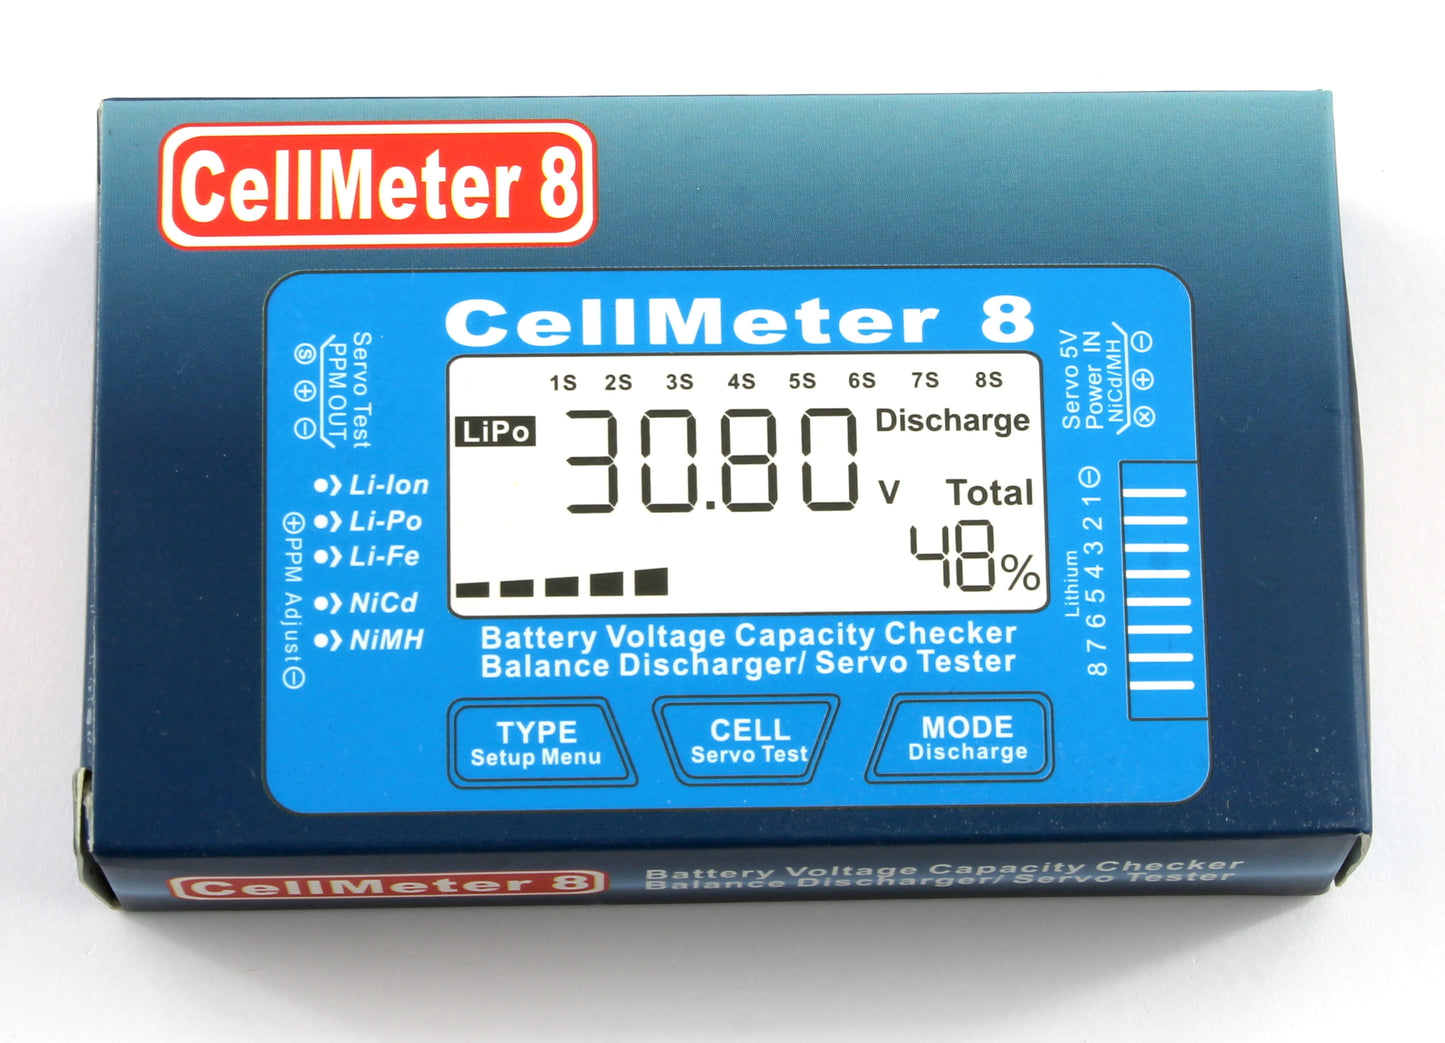 CellMeter 8
CellMeter 8
Servo Test
PPM OUT
S + -
1S 2S 3S 4S 5S 6S 7S 8S
LiPo
30.80 V
Discharge
Total
48%
Servo 5V
Power IN
NiCd/MH
- + ×
Li-Ion
Li-Po
Li-Fe
NiCd
NiMH
+PPM Adjust-
Lithium
8 7 6 5 4 3 2 1 -
Battery Voltage Capacity Checker
Balance Discharger/ Servo Tester
TYPE
Setup Menu
CELL
Servo Test
MODE
Discharge
CellMeter 8
Battery Voltage Capacity Checker
Balance Discharger/ Servo Tester